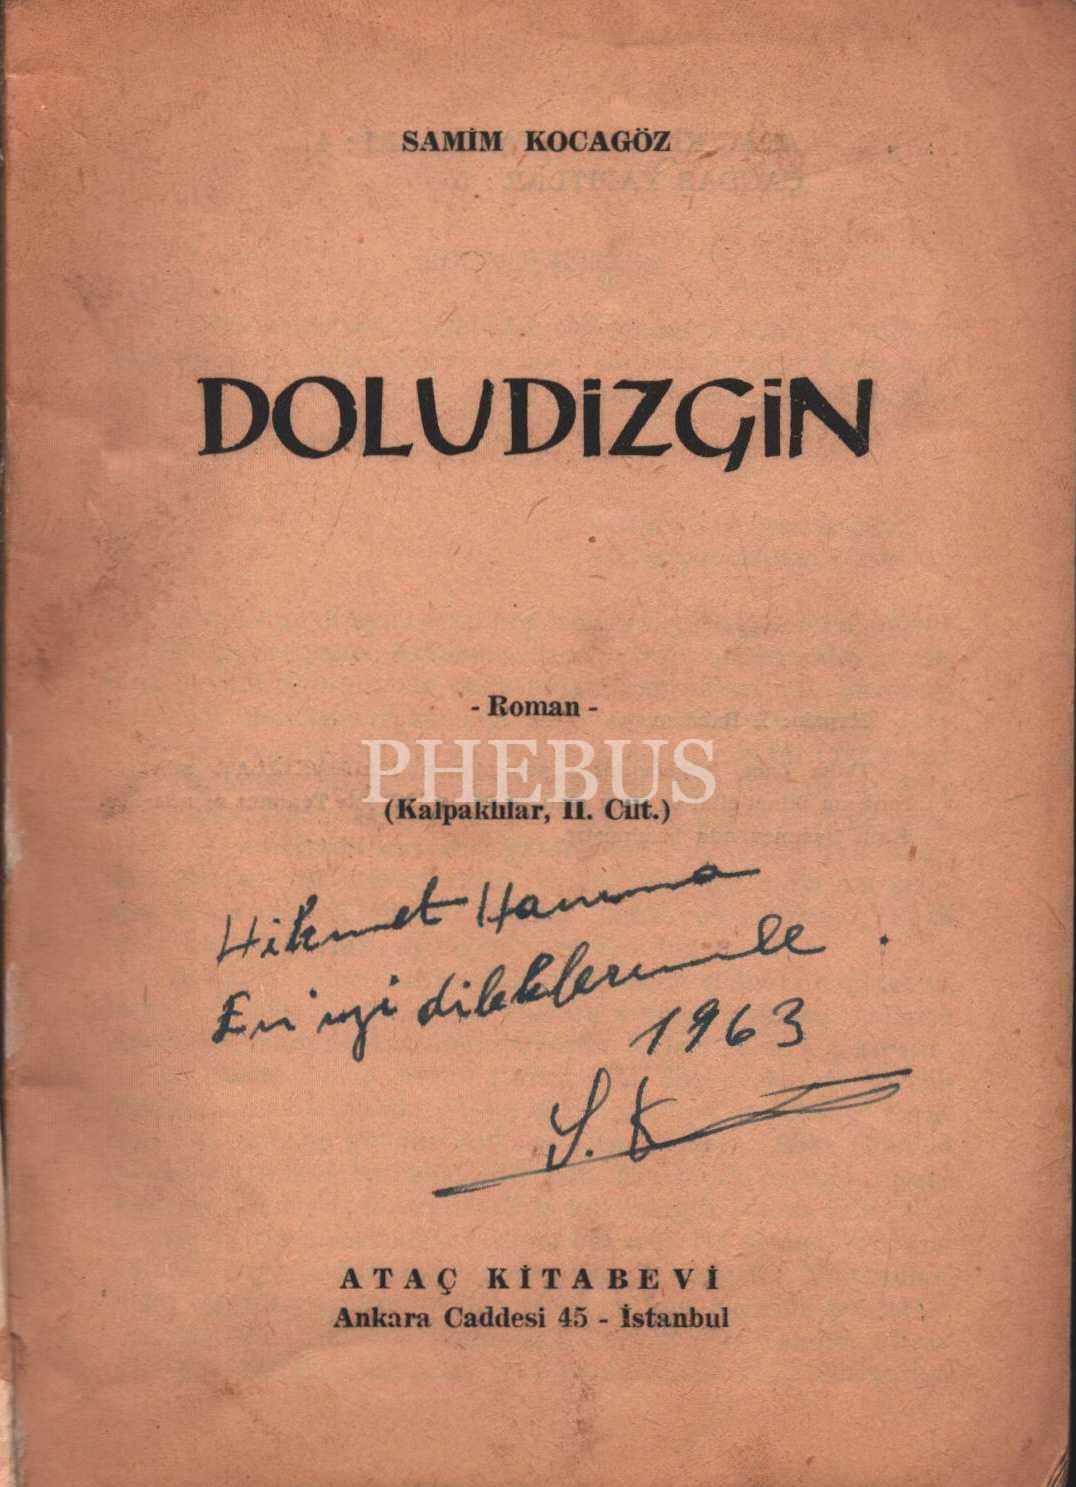 SAMİM KOCAGÖZ
DOLUDİZGİN
- Roman -
PHEBUS
(Kalpaklılar, II. Cilt.)
Hikmet Hanıma
En iyi dileklerimle .
1963
S. K
ATAÇ KİTABEVİ
Ankara Caddesi 45 - İstanbul